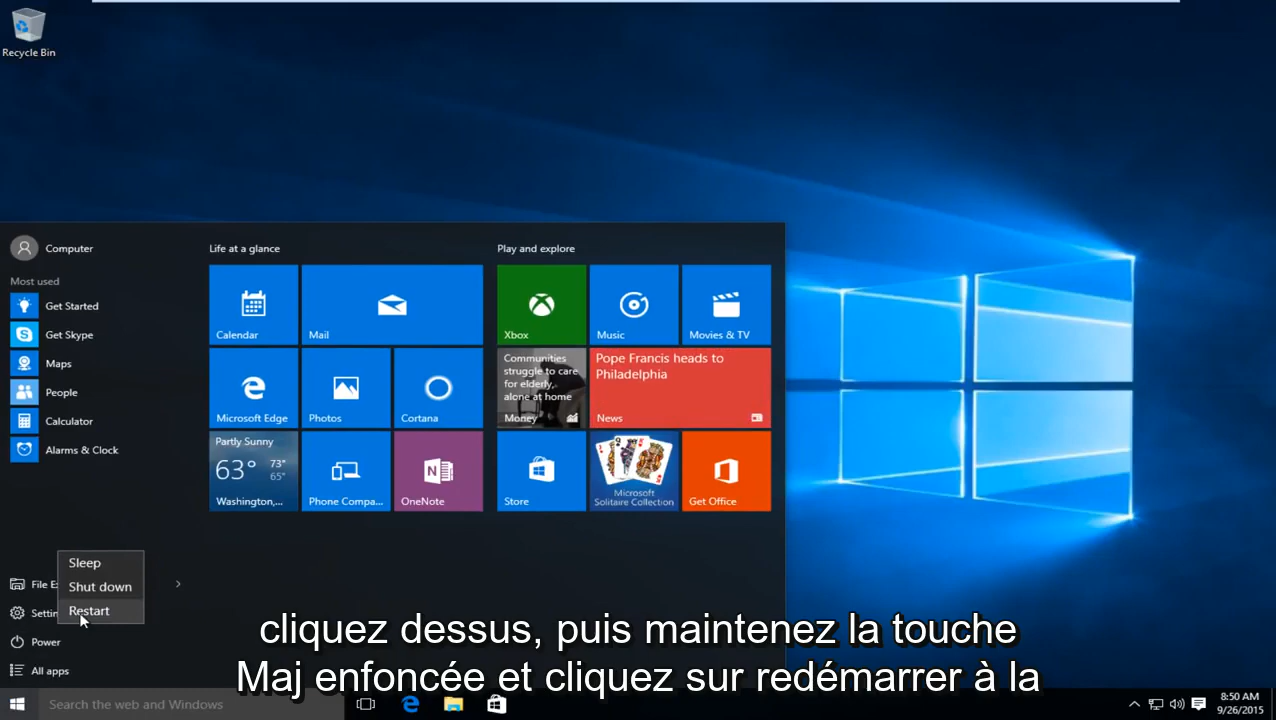 Recycle Bin
Computer
Most used
Get Started
Get Skype
Maps
People
Calculator
Alarms & Clock
Life at a glance
Calendar
Mail
Microsoft Edge
Photos
Cortana
Partly Sunny
63° 73°
65°
Washington,...
Phone Compa...
OneNote
Play and explore
Xbox
Music
Movies & TV
Communities
struggle to care
for elderly,
alone at home
Money
Pope Francis heads to
Philadelphia
News
Store
Microsoft
Solitaire Collection
Get Office
Sleep
Shut down
Restart
File E
Settin
Power
All apps
cliquez dessus, puis maintenez la touche
Maj enfoncée et cliquez sur redémarrer à la
Search the web and Windows
8:50 AM
9/26/2015